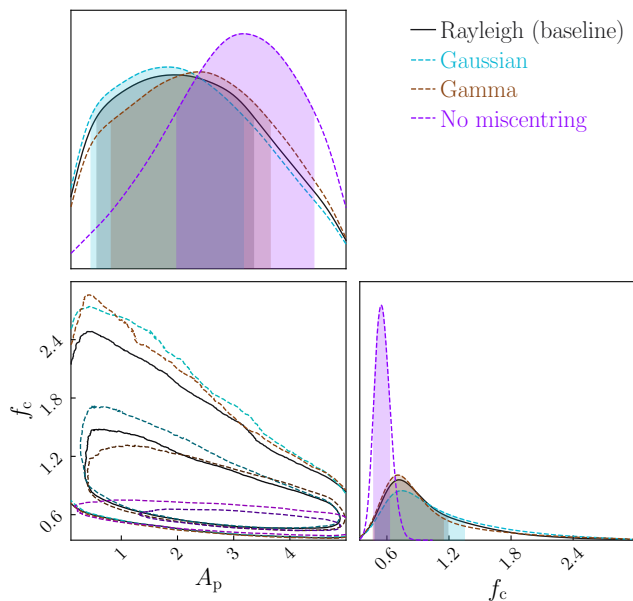 Rayleigh (baseline)
Gaussian
Gamma
No miscentring
2.4
1.8
1.2
0.6
f_c
1 2 3 4
A_p
0.6 1.2 1.8 2.4
f_c